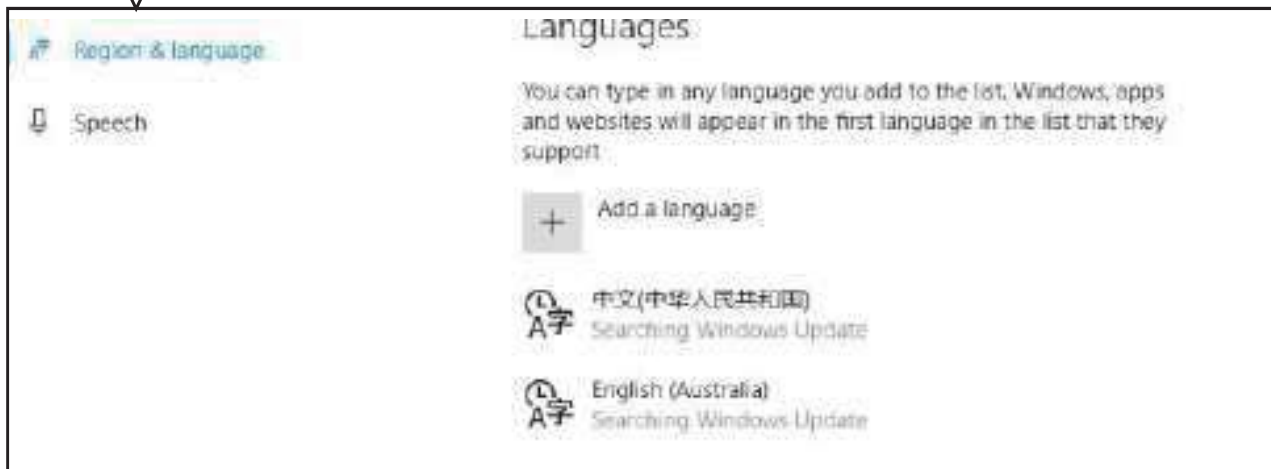 Languages
Region & language
You can type in any language you add to the list. Windows, apps
Speech
and websites will appear in the first language in the list that they
support
Add a language
中文(中华人民共和国)
Searching Windows Update
English (Australia)
Searching Windows Update